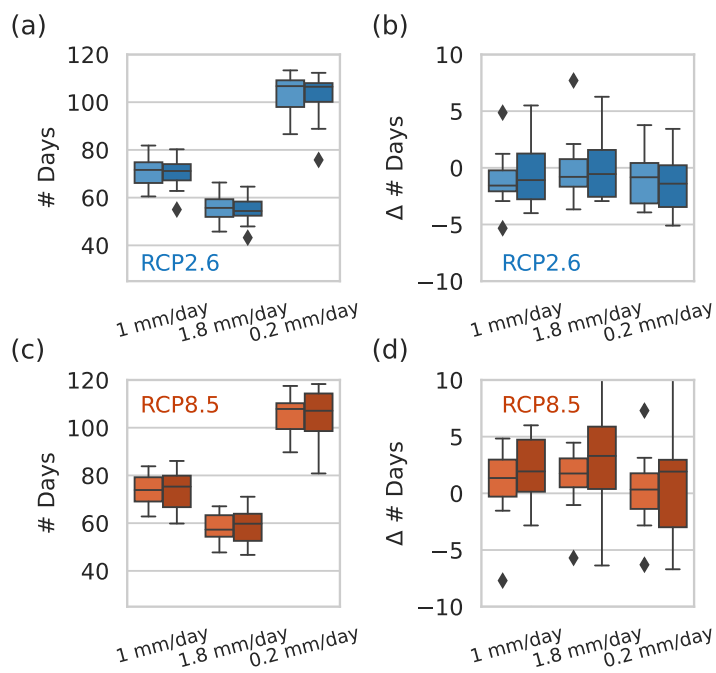 (a)
120
100
80
60
40
# Days
RCP2.6
1 mm/day
1.8 mm/day
0.2 mm/day
(b)
10
5
0
−5
−10
Δ # Days
RCP2.6
1 mm/day
1.8 mm/day
0.2 mm/day
(c)
120
100
80
60
40
# Days
RCP8.5
1 mm/day
1.8 mm/day
0.2 mm/day
(d)
10
5
0
−5
−10
Δ # Days
RCP8.5
1 mm/day
1.8 mm/day
0.2 mm/day